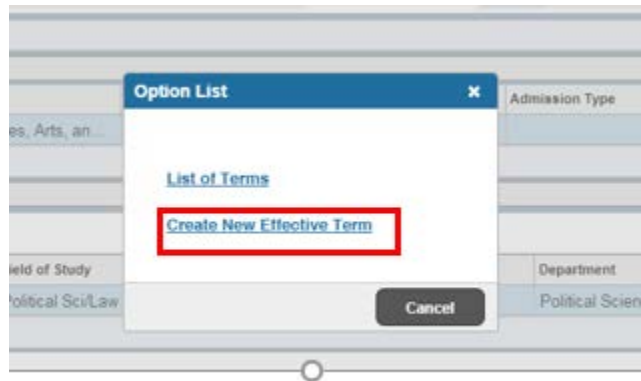 Option List
Admission Type
es, Arts, an...
List of Terms
Create New Effective Term
ield of Study
Department
Political Sci/Law
Political Scien
Cancel